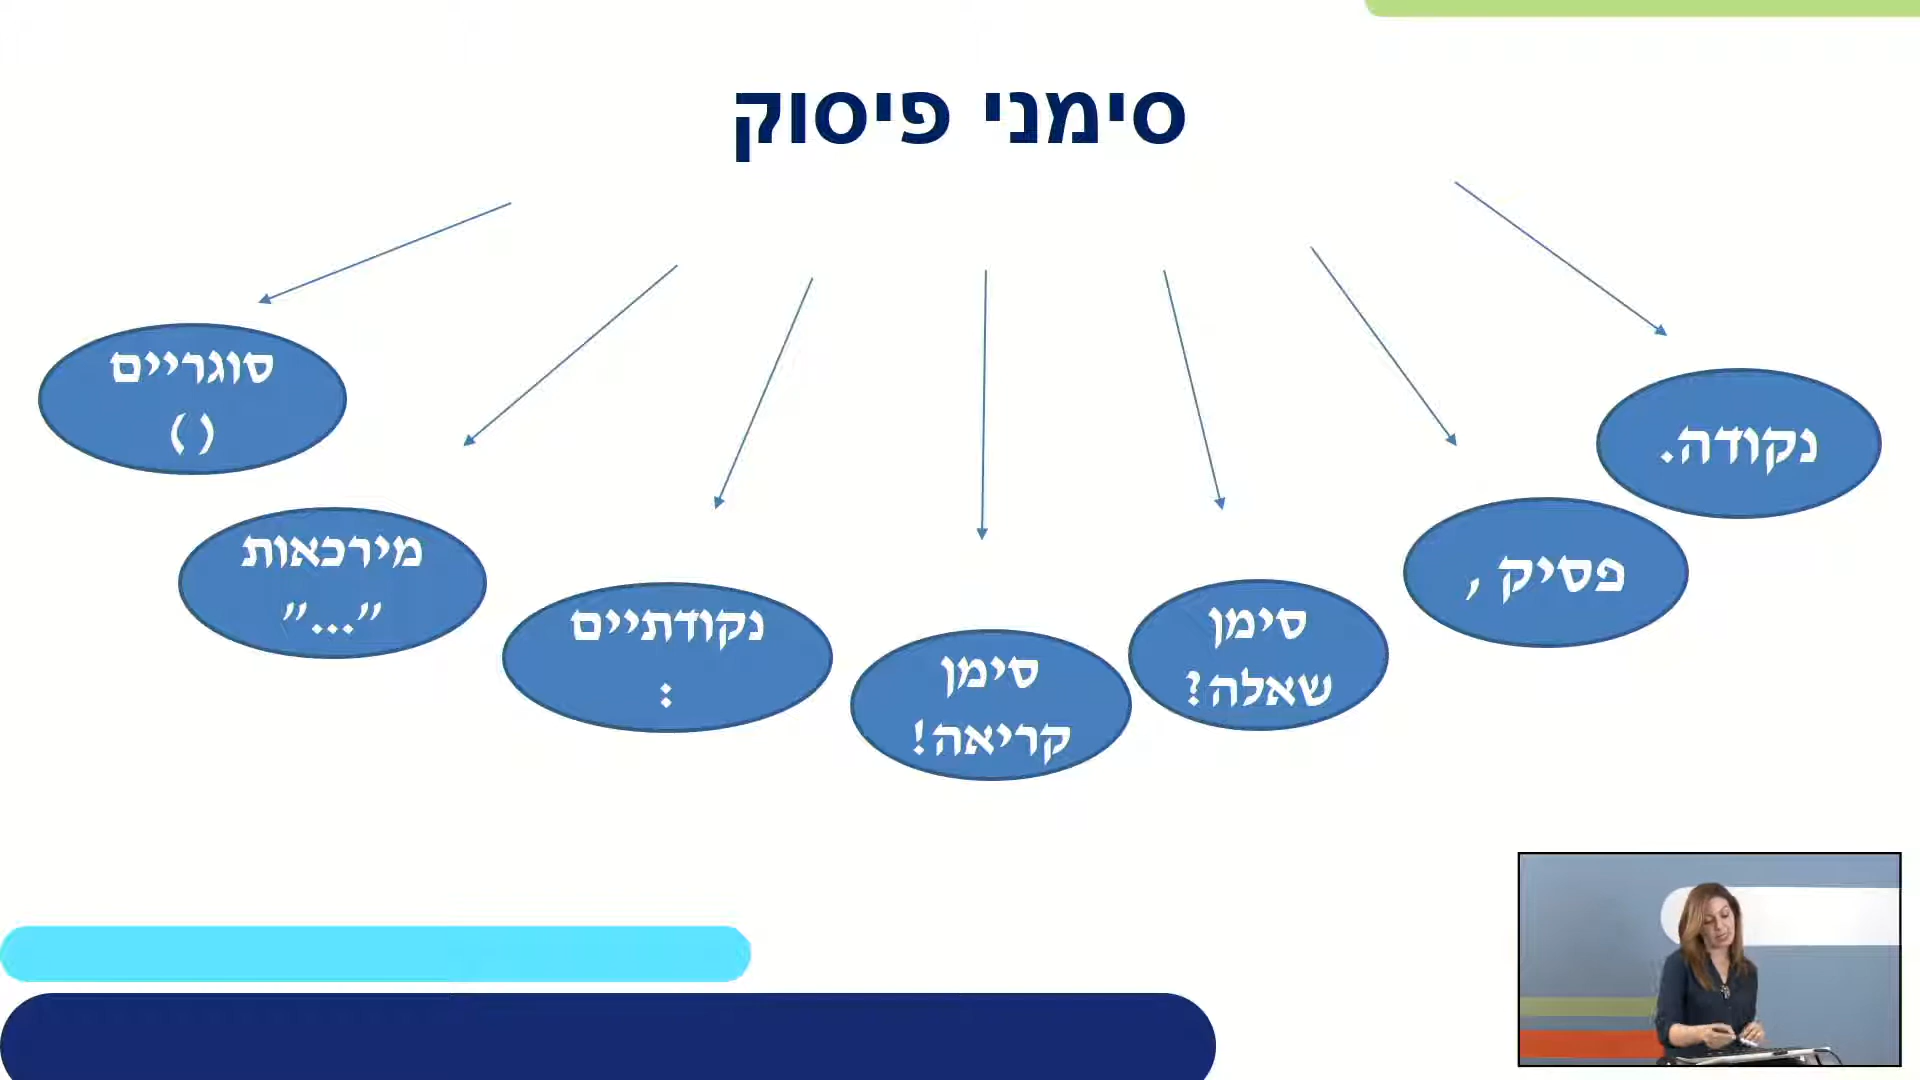 סימני פיסוק
נקודה.
פסיק ,
סימן
שאלה?
סימן
קריאה!
נקודתיים
:
מירכאות
"..."
סוגריים
( )